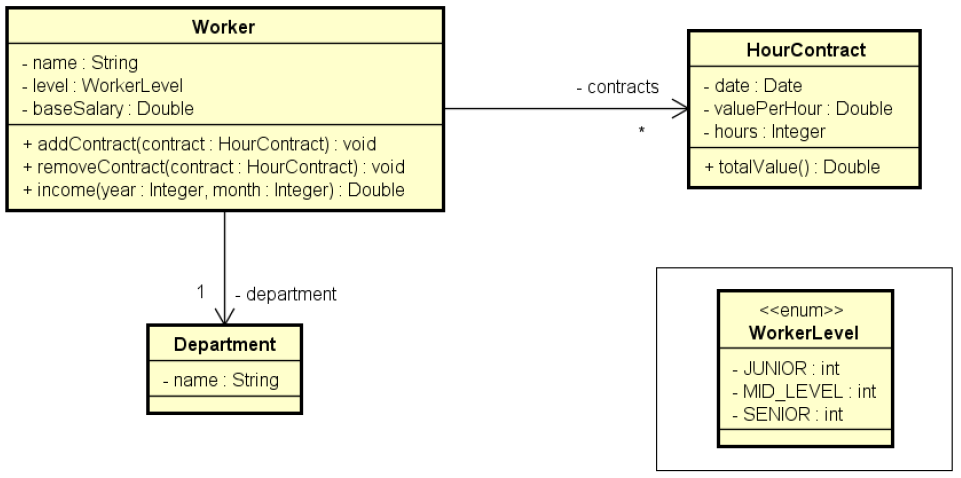 Worker
- name : String
- level : WorkerLevel
- baseSalary : Double
+ addContract(contract : HourContract) : void
+ removeContract(contract : HourContract) : void
+ income(year : Integer, month : Integer) : Double
- contracts
*
HourContract
- date : Date
- valuePerHour : Double
- hours : Integer
+ totalValue() : Double
1
- department
Department
- name : String
<<enum>>
WorkerLevel
- JUNIOR : int
- MID_LEVEL : int
- SENIOR : int